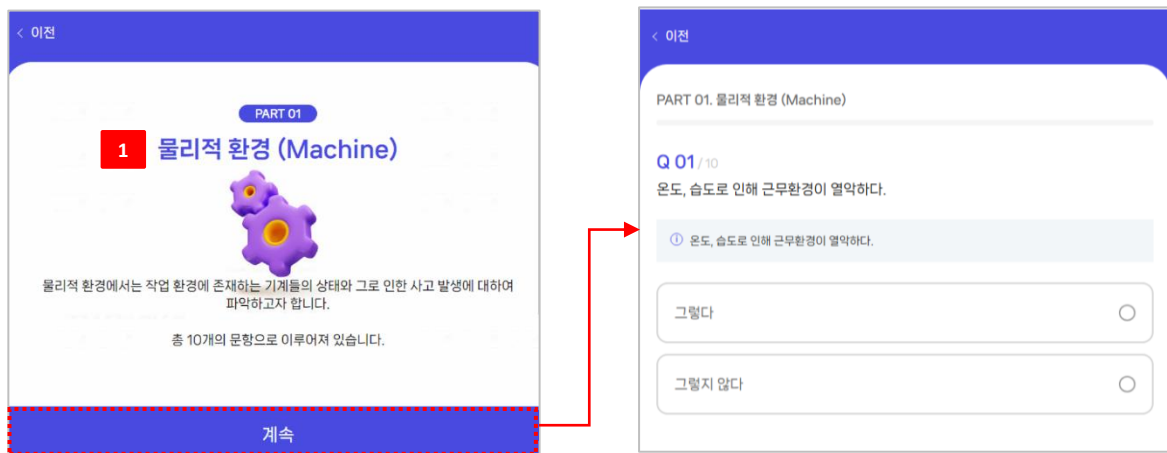 < 이전
PART 01
1
물리적 환경 (Machine)
물리적 환경에서는 작업 환경에 존재하는 기계들의 상태와 그로 인한 사고 발생에 대하여
파악하고자 합니다.
총 10개의 문항으로 이루어져 있습니다.
계속
< 이전
PART 01. 물리적 환경 (Machine)
Q 01 / 10
온도, 습도로 인해 근무환경이 열악하다.
ⓘ 온도, 습도로 인해 근무환경이 열악하다.
그렇다
그렇지 않다